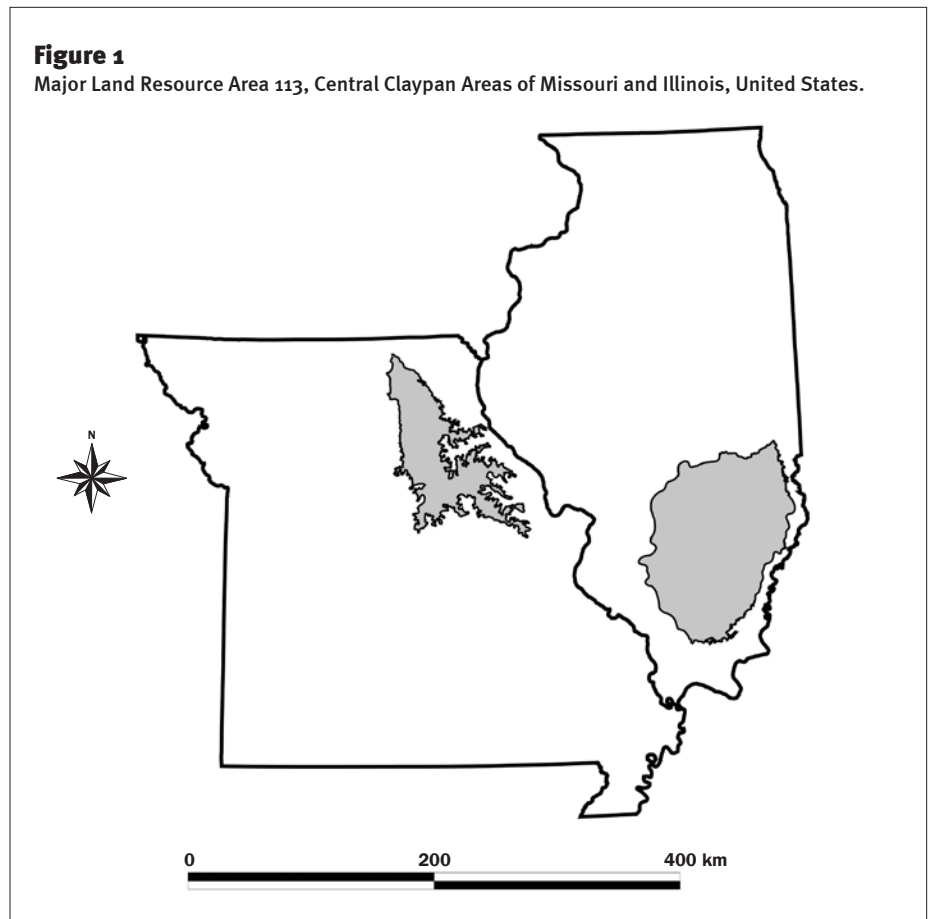 Figure 1
Major Land Resource Area 113, Central Claypan Areas of Missouri and Illinois, United States.
N
0 200 400 km